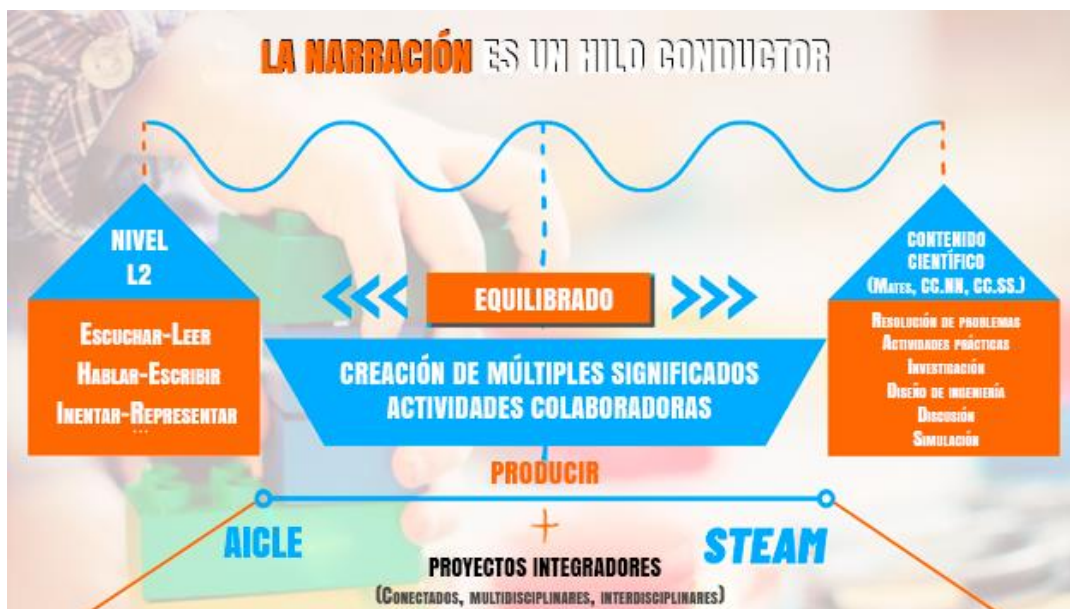 LA NARRACIÓN ES UN HILO CONDUCTOR
NIVEL
L2
ESCUCHAR-LEER
HABLAR-ESCRIBIR
INENTAR-REPRESENTAR
...
EQUILIBRADO
CREACIÓN DE MÚLTIPLES SIGNIFICADOS
ACTIVIDADES COLABORADORAS
CONTENIDO
CIENTÍFICO
(MATES, CC.NN, CC.SS.)
RESOLUCIÓN DE PROBLEMAS
ACTIVIDADES PRÁCTICAS
INVESTIGACIÓN
DISEÑO DE INGENIERÍA
DISCUSIÓN
SIMULACIÓN
PRODUCIR
AICLE
+
STEAM
PROYECTOS INTEGRADORES
(CONECTADOS, MULTIDISCIPLINARES, INTERDISCIPLINARES)